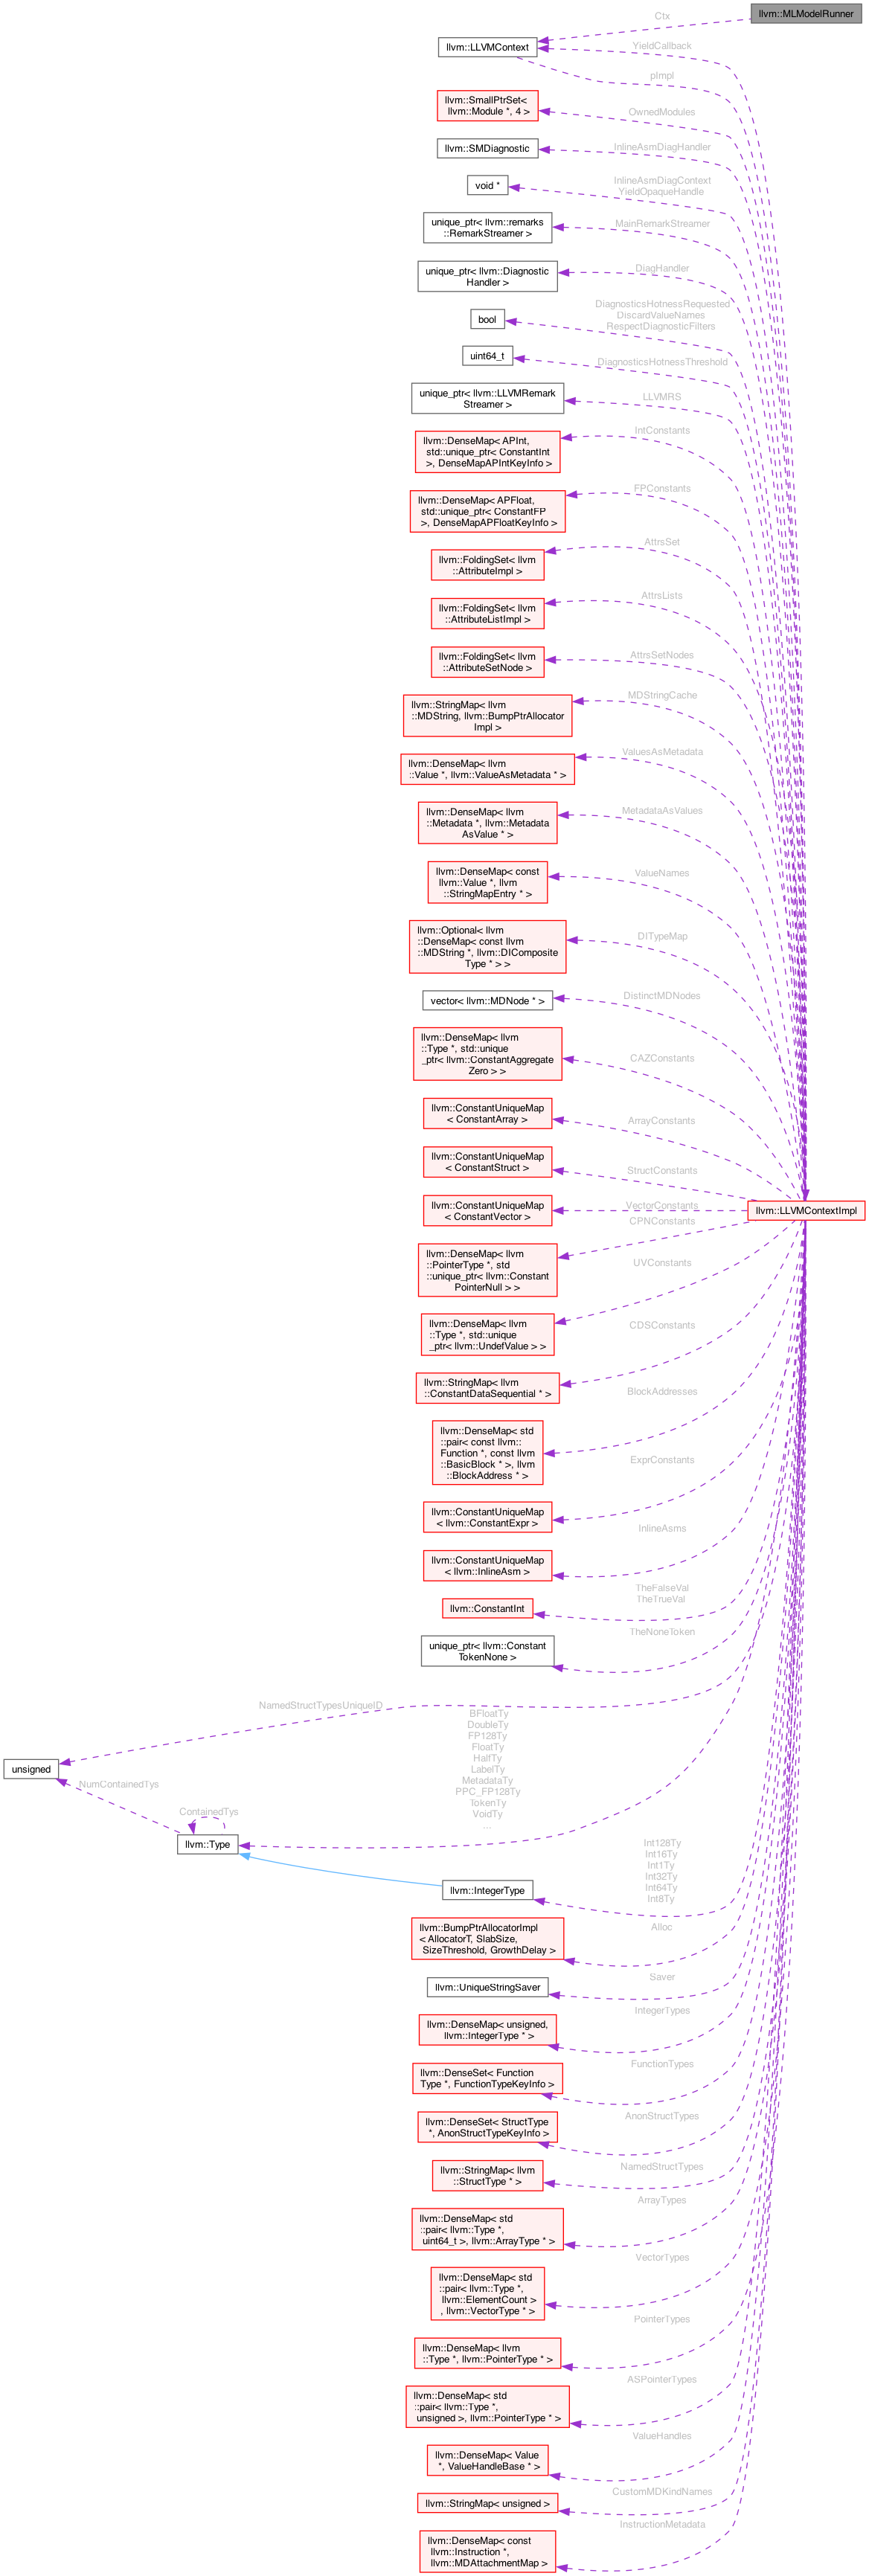 llvm::MLModelRunner
Ctx
llvm::LLVMContext
YieldCallback
pImpl
llvm::SmallPtrSet<
llvm::Module *, 4 >
OwnedModules
llvm::SMDiagnostic
InlineAsmDiagHandler
void *
InlineAsmDiagContext
YieldOpaqueHandle
unique_ptr< llvm::remarks
::RemarkStreamer >
MainRemarkStreamer
unique_ptr< llvm::Diagnostic
Handler >
DiagHandler
bool
DiagnosticsHotnessRequested
DiscardValueNames
RespectDiagnosticFilters
uint64_t
DiagnosticsHotnessThreshold
unique_ptr< llvm::LLVMRemark
Streamer >
LLVMRS
llvm::DenseMap< APInt,
std::unique_ptr< ConstantInt
>, DenseMapAPIntKeyInfo >
IntConstants
llvm::DenseMap< APFloat,
std::unique_ptr< ConstantFP
>, DenseMapAPFloatKeyInfo >
FPConstants
llvm::FoldingSet< llvm
::AttributeImpl >
AttrsSet
llvm::FoldingSet< llvm
::AttributeListImpl >
AttrsLists
llvm::FoldingSet< llvm
::AttributeSetNode >
AttrsSetNodes
llvm::StringMap< llvm
::MDString, llvm::BumpPtrAllocator
Impl >
MDStringCache
llvm::DenseMap< llvm
::Value *, llvm::ValueAsMetadata * >
ValuesAsMetadata
llvm::DenseMap< llvm
::Metadata *, llvm::Metadata
AsValue * >
MetadataAsValues
llvm::DenseMap< const
llvm::Value *, llvm
::StringMapEntry * >
ValueNames
llvm::Optional< llvm
::DenseMap< const llvm
::MDString *, llvm::DIComposite
Type * > >
DITypeMap
vector< llvm::MDNode * >
DistinctMDNodes
llvm::DenseMap< llvm
::Type *, std::unique
_ptr< llvm::ConstantAggregate
Zero > >
CAZConstants
llvm::ConstantUniqueMap
< ConstantArray >
ArrayConstants
llvm::ConstantUniqueMap
< ConstantStruct >
StructConstants
llvm::ConstantUniqueMap
< ConstantVector >
VectorConstants
llvm::LLVMContextImpl
CPNConstants
llvm::DenseMap< llvm
::PointerType *, std
::unique_ptr< llvm::Constant
PointerNull > >
UVConstants
llvm::DenseMap< llvm
::Type *, std::unique
_ptr< llvm::UndefValue > >
CDSConstants
llvm::StringMap< llvm
::ConstantDataSequential * >
BlockAddresses
llvm::DenseMap< std
::pair< const llvm::
Function *, const llvm
::BasicBlock * >, llvm
::BlockAddress * >
ExprConstants
llvm::ConstantUniqueMap
< llvm::ConstantExpr >
InlineAsms
llvm::ConstantUniqueMap
< llvm::InlineAsm >
TheFalseVal
TheTrueVal
llvm::ConstantInt
TheNoneToken
unique_ptr< llvm::Constant
TokenNone >
NamedStructTypesUniqueID
BFloatTy
DoubleTy
FP128Ty
FloatTy
HalfTy
LabelTy
MetadataTy
PPC_FP128Ty
TokenTy
VoidTy
...
unsigned
NumContainedTys
ContainedTys
llvm::Type
Int128Ty
Int16Ty
Int1Ty
Int32Ty
Int64Ty
Int8Ty
llvm::IntegerType
llvm::BumpPtrAllocatorImpl
< AllocatorT, SlabSize,
SizeThreshold, GrowthDelay >
Alloc
llvm::UniqueStringSaver
Saver
llvm::DenseMap< unsigned,
llvm::IntegerType * >
IntegerTypes
llvm::DenseSet< Function
Type *, FunctionTypeKeyInfo >
FunctionTypes
llvm::DenseSet< StructType
*, AnonStructTypeKeyInfo >
AnonStructTypes
llvm::StringMap< llvm
::StructType * >
NamedStructTypes
llvm::DenseMap< std
::pair< llvm::Type *,
uint64_t >, llvm::ArrayType * >
ArrayTypes
llvm::DenseMap< std
::pair< llvm::Type *,
llvm::ElementCount >
, llvm::VectorType * >
VectorTypes
llvm::DenseMap< llvm
::Type *, llvm::PointerType * >
PointerTypes
llvm::DenseMap< std
::pair< llvm::Type *,
unsigned >, llvm::PointerType * >
ASPointerTypes
llvm::DenseMap< Value
*, ValueHandleBase * >
ValueHandles
llvm::StringMap< unsigned >
CustomMDKindNames
llvm::DenseMap< const
llvm::Instruction *,
llvm::MDAttachmentMap >
InstructionMetadata